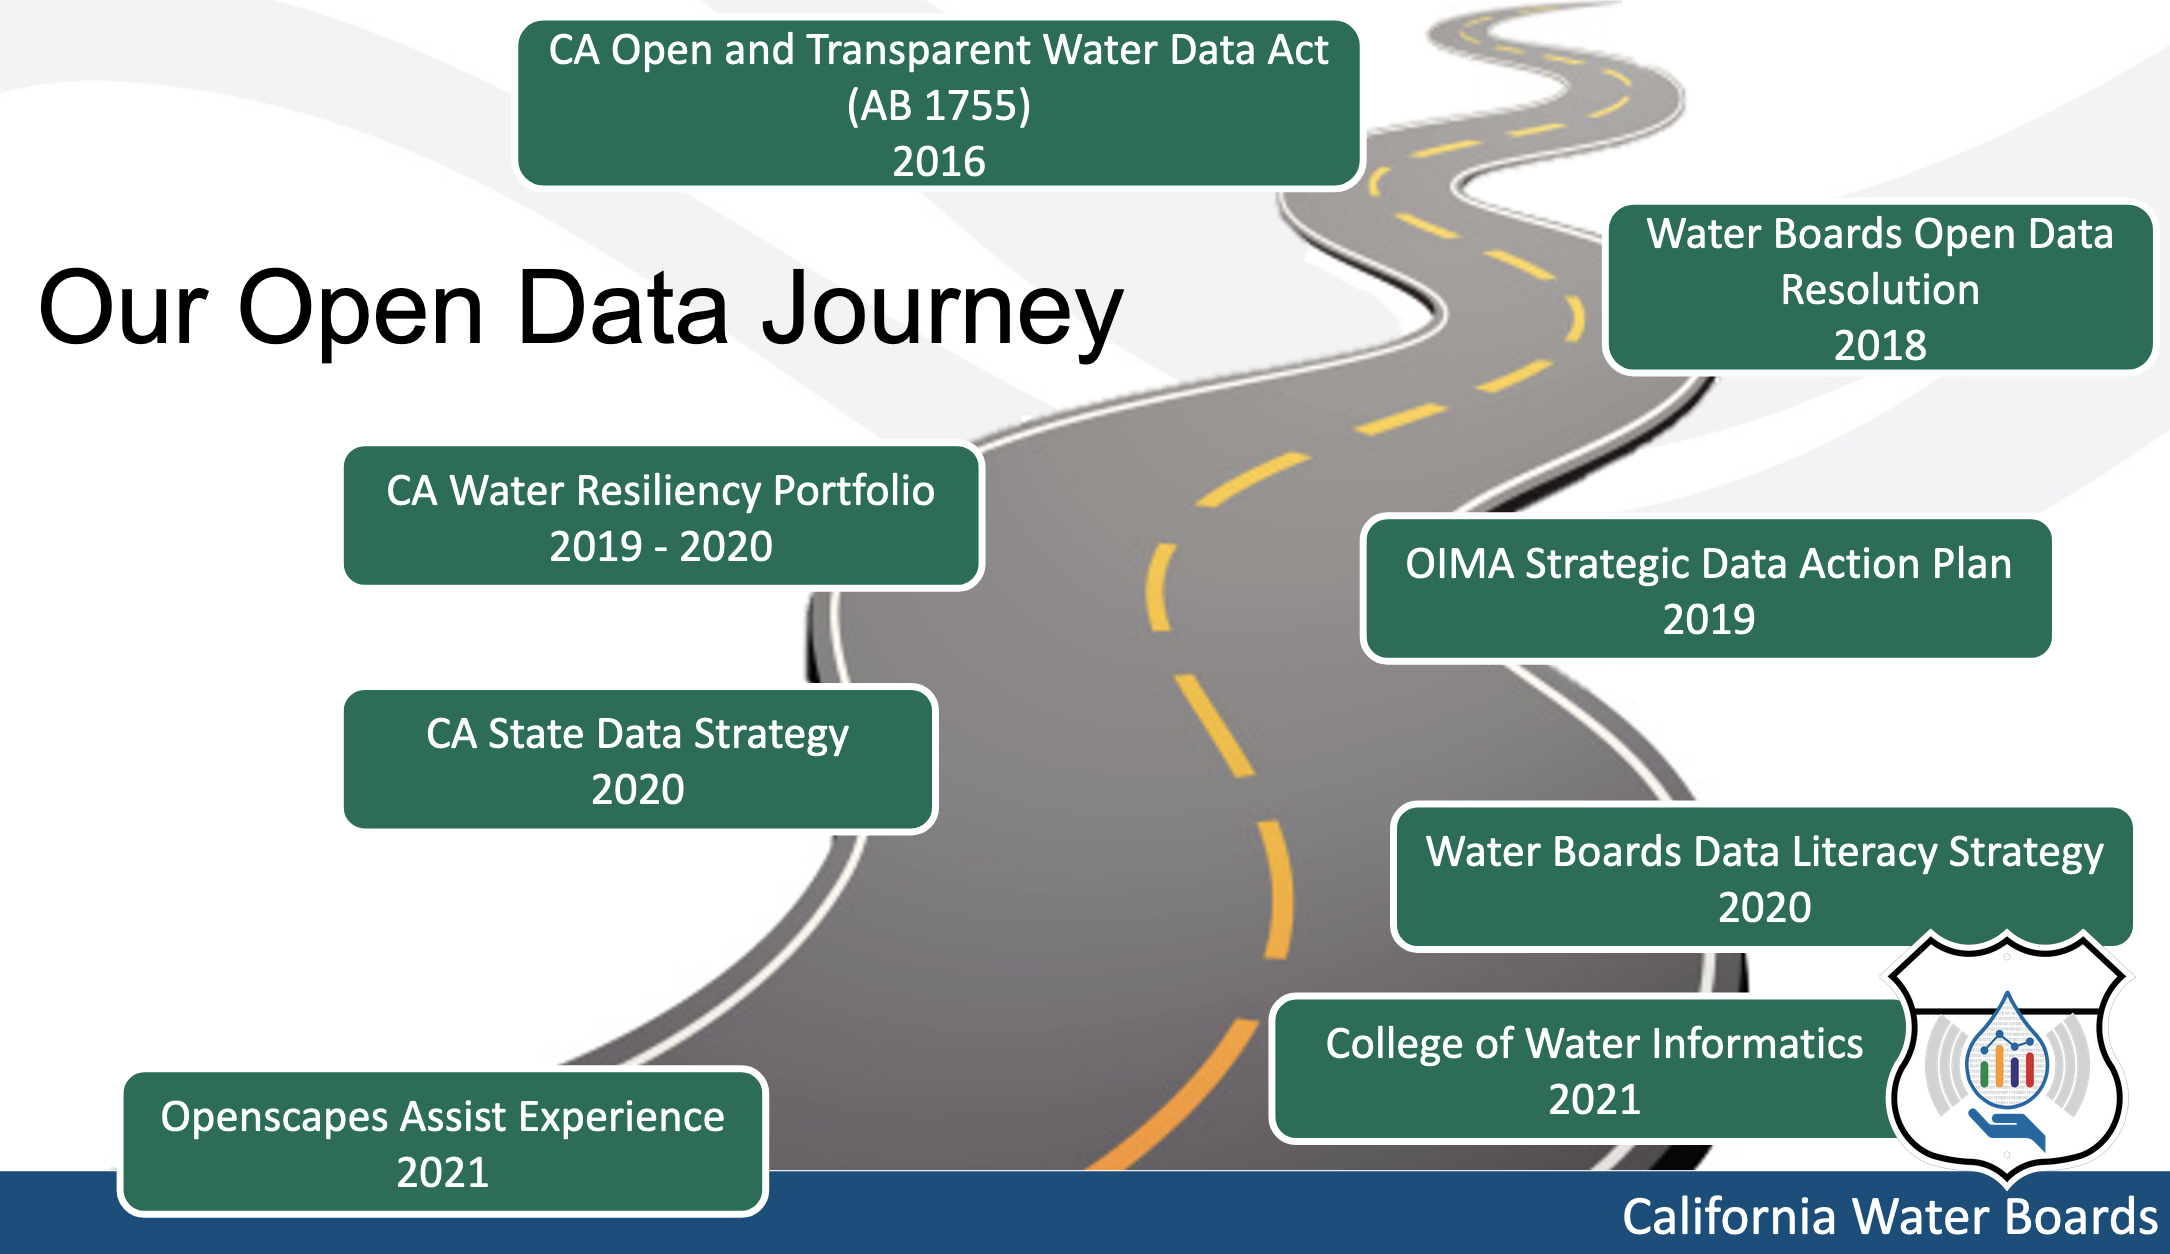 CA Open and Transparent Water Data Act
(AB 1755)
2016
Water Boards Open Data
Resolution
2018
Our Open Data Journey
CA Water Resiliency Portfolio
2019 - 2020
OIMA Strategic Data Action Plan
2019
CA State Data Strategy
2020
Water Boards Data Literacy Strategy
2020
College of Water Informatics
2021
Openscapes Assist Experience
2021
California Water Boards